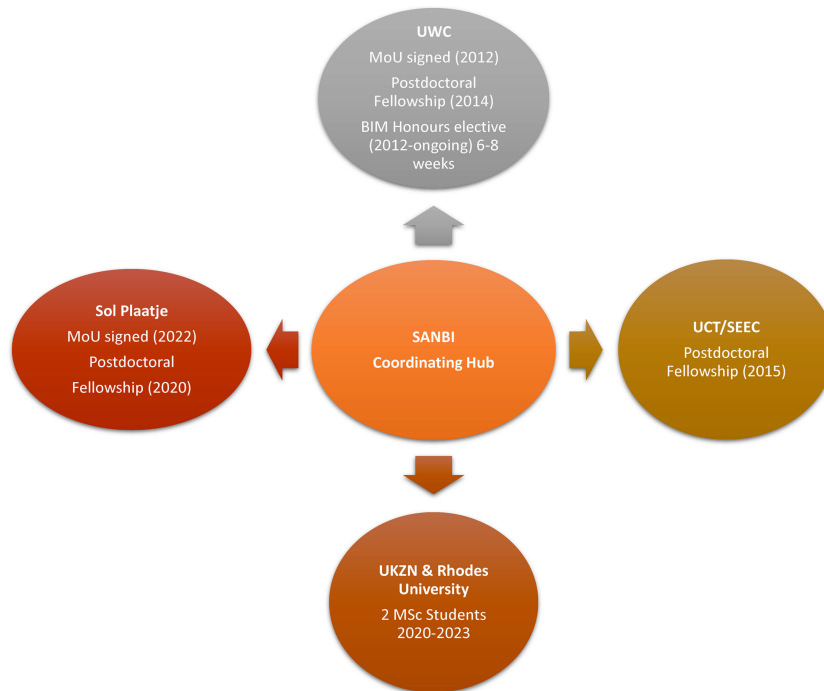 UWC
MoU signed (2012)
Postdoctoral
Fellowship (2014)
BIM Honours elective
(2012-ongoing) 6-8
weeks
Sol Plaatje
MoU signed (2022)
Postdoctoral
Fellowship (2020)
SANBI
Coordinating Hub
UCT/SEEC
Postdoctoral
Fellowship (2015)
UKZN & Rhodes
University
2 MSc Students
2020-2023